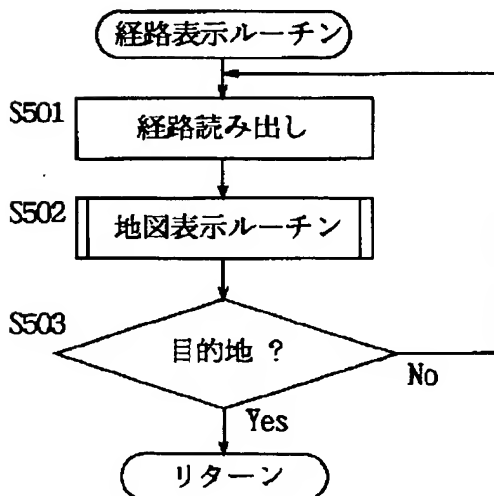 経路表示ルーチン
S501
経路読み出し
S502
地図表示ルーチン
S503
目的地 ?
No
Yes
リターン